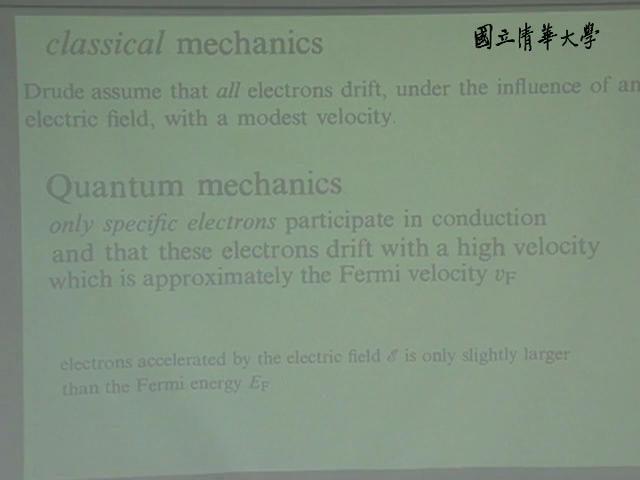 國立清華大學
classical mechanics
Drude assume that all electrons drift, under the influence of an
electric field, with a modest velocity.
Quantum mechanics
only specific electrons participate in conduction
and that these electrons drift with a high velocity
which is approximately the Fermi velocity vF
electrons accelerated by the electric field ℰ is only slightly larger
than the Fermi energy EF